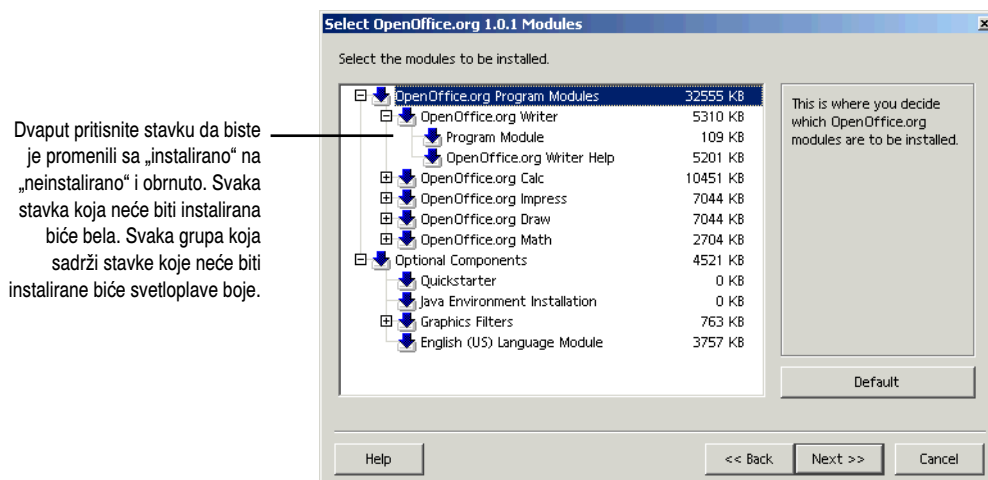 Dvaput pritisnite stavku da biste
je promenili sa „instalirano“ na
„neinstalirano“ i obrnuto. Svaka
stavka koja neće biti instalirana
biće bela. Svaka grupa koja
sadrži stavke koje neće biti
instalirane biće svetloplave boje.
Select OpenOffice.org 1.0.1 Modules
Select the modules to be installed.
OpenOffice.org Program Modules 32555 KB
OpenOffice.org Writer 5310 KB
Program Module 109 KB
OpenOffice.org Writer Help 5201 KB
OpenOffice.org Calc 10451 KB
OpenOffice.org Impress 7044 KB
OpenOffice.org Draw 7044 KB
OpenOffice.org Math 2704 KB
Optional Components 4521 KB
Quickstarter 0 KB
Java Environment Installation 0 KB
Graphics Filters 763 KB
English (US) Language Module 3757 KB
This is where you decide
which OpenOffice.org
modules are to be installed.
Default
Help
<< Back
Next >>
Cancel